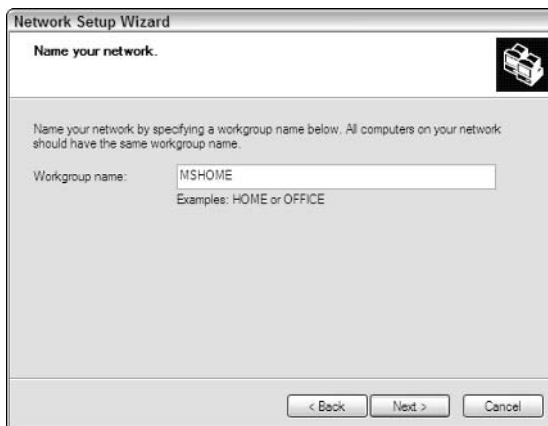 Network Setup Wizard
Name your network.
Name your network by specifying a workgroup name below. All computers on your network
should have the same workgroup name.
Workgroup name: MSHOME
Examples: HOME or OFFICE
< Back Next > Cancel